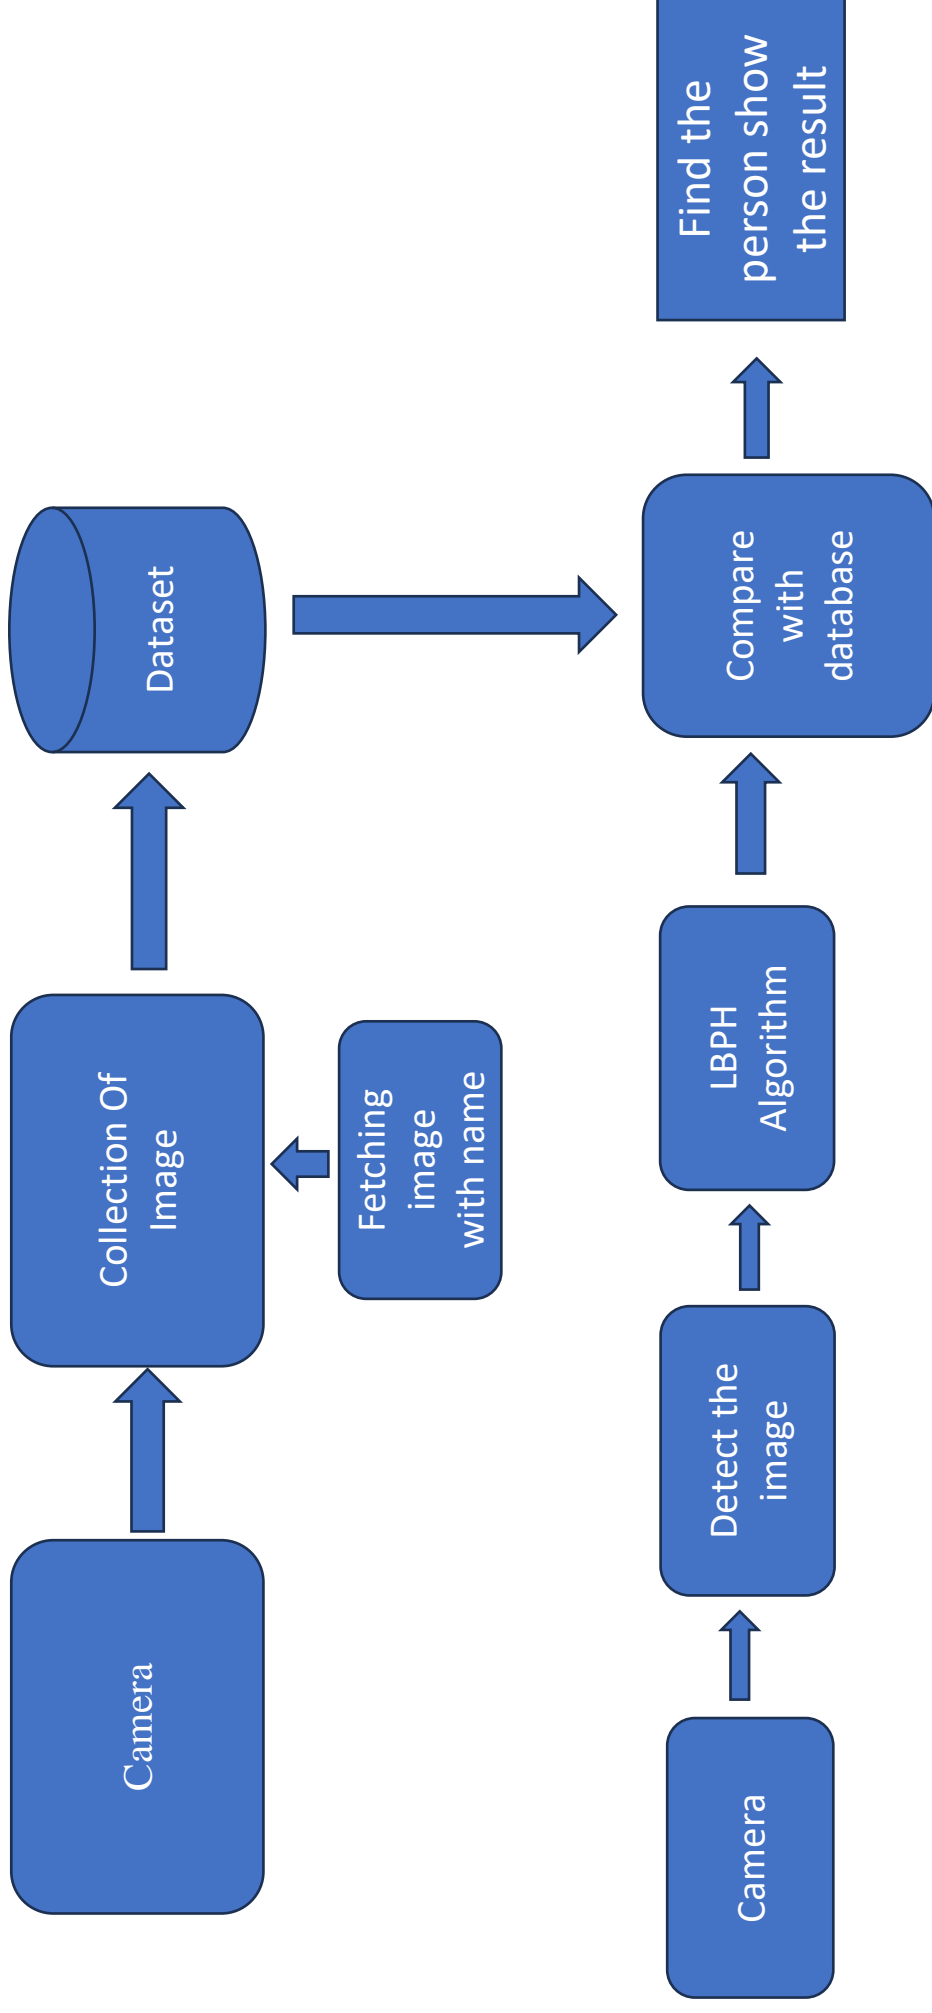 Camera
Collection Of
Image
Dataset
Fetching
image
with name
Camera
Detect the
image
LBPH
Algorithm
Compare
with
database
Find the
person show
the result